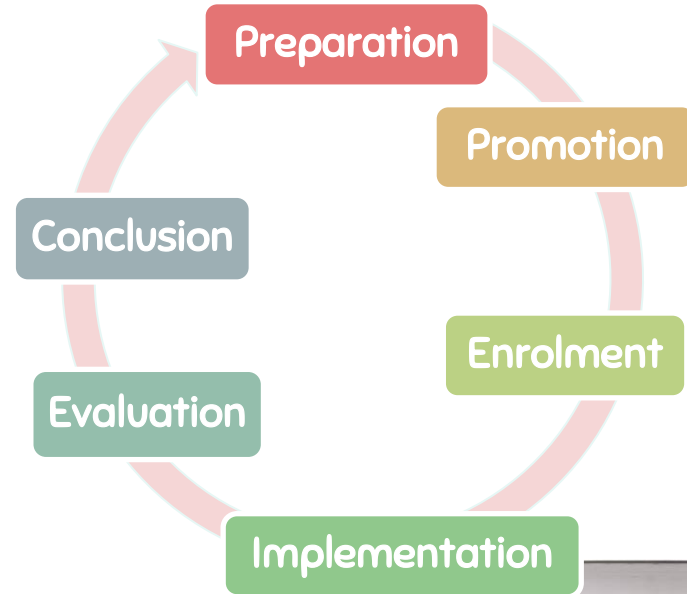 Preparation
Promotion
Enrolment
Implementation
Evaluation
Conclusion